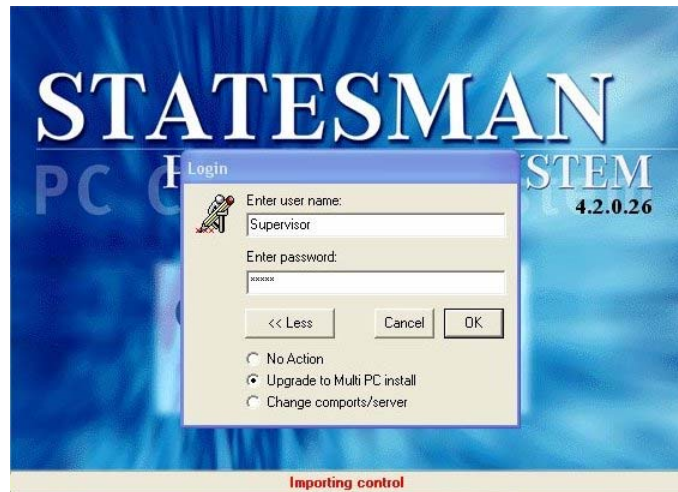 STATESMAN
STEM
PC C
4.2.0.26
Login
Enter user name:
Supervisor
Enter password:
xxxxx
<< Less
Cancel
OK
No Action
Upgrade to Multi PC install
Change comports/server
Importing control